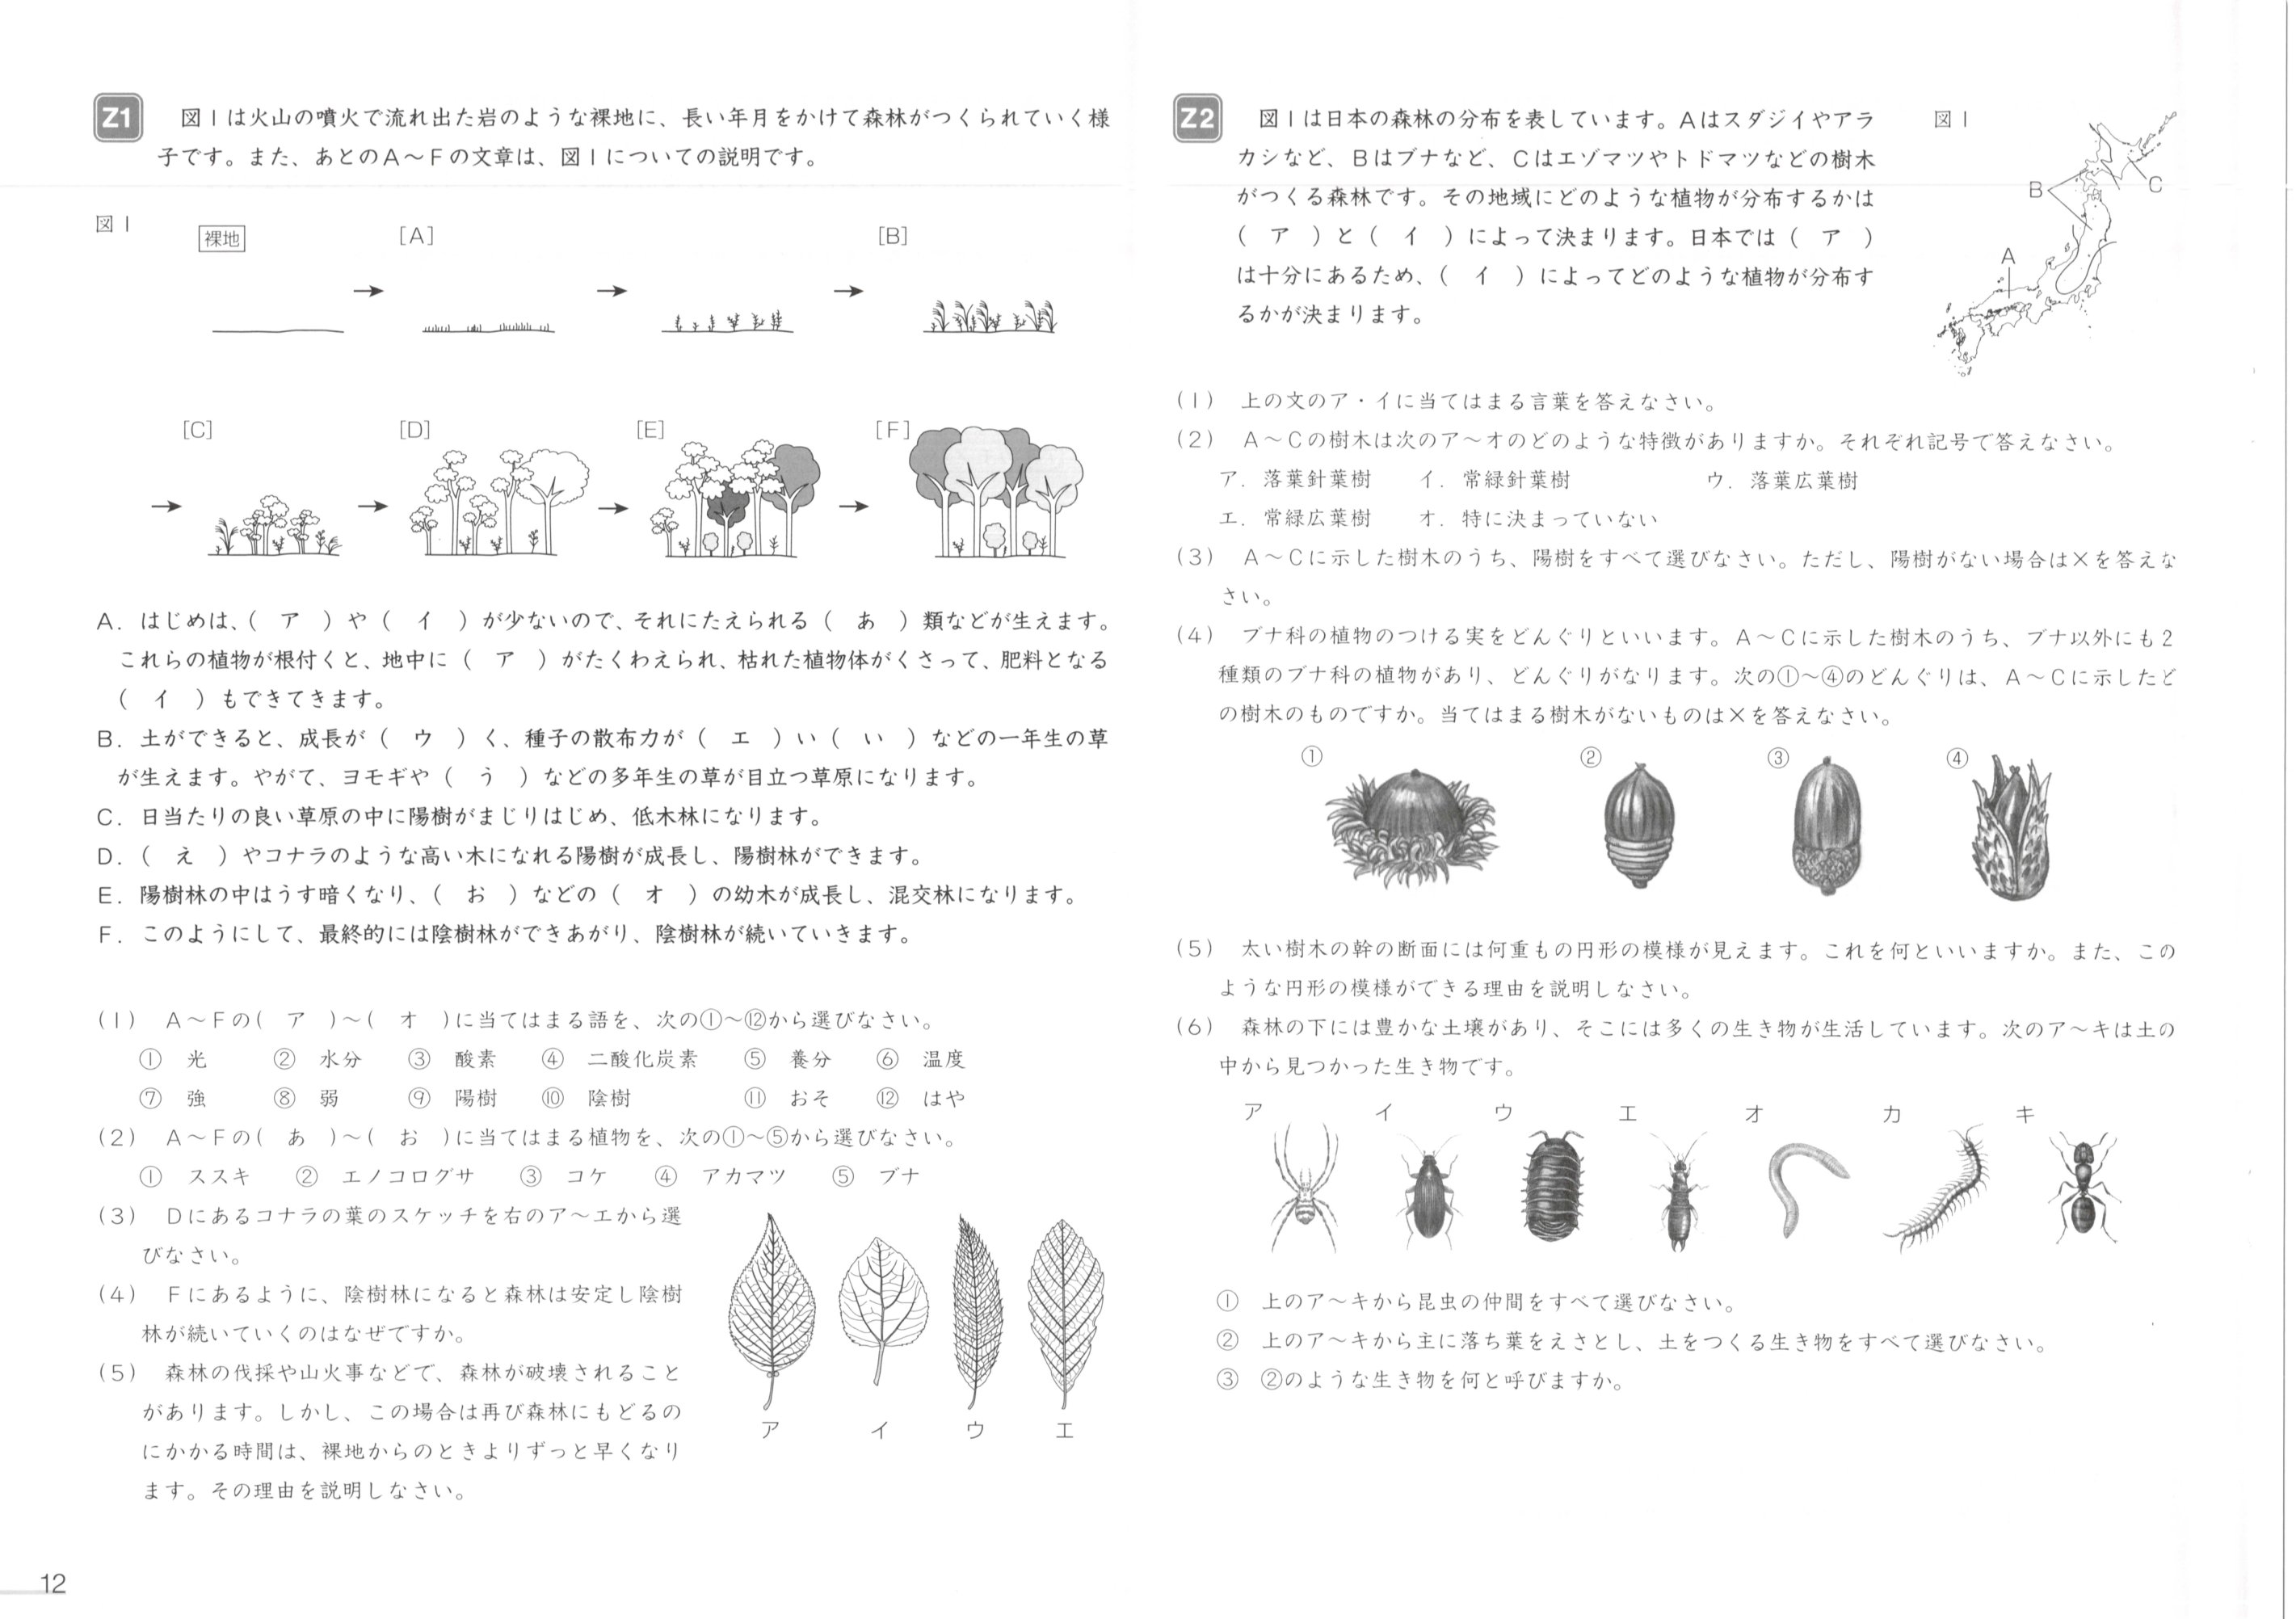 Z1 図1は火山の噴火で流れ出た岩のような裸地に、長い年月をかけて森林がつくられていく様
子です。また、あとのA~Fの文章は、図1についての説明です。
図1
裸地
[A]
[B]
[C]
[D]
[E]
[F]
A. はじめは、( ア )や( イ )が少ないので、それにたえられる( あ )類などが生えます。
これらの植物が根付くと、地中に( ア )がたくわえられ、枯れた植物体がくさって、肥料となる
( イ )もできてきます。
B. 土ができると、成長が( ウ )く、種子の散布力が( エ )い( い )などの一年生の草
が生えます。やがて、ヨモギや( う )などの多年生の草が目立つ草原になります。
C. 日当たりの良い草原の中に陽樹がまじりはじめ、低木林になります。
D. ( え )やコナラのような高い木になれる陽樹が成長し、陽樹林ができます。
E. 陽樹林の中はうす暗くなり、( お )などの( オ )の幼木が成長し、混交林になります。
F. このようにして、最終的には陰樹林ができあがり、陰樹林が続いていきます。
(1) A~Fの( ア )~( オ )に当てはまる語を、次の①~⑫から選びなさい。
① 光 ② 水分 ③ 酸素 ④ 二酸化炭素 ⑤ 養分 ⑥ 温度
⑦ 強 ⑧ 弱 ⑨ 陽樹 ⑩ 陰樹 ⑪ おそ ⑫ はや
(2) A~Fの( あ )~( お )に当てはまる植物を、次の①~⑤から選びなさい。
① ススキ ② エノコログサ ③ コケ ④ アカマツ ⑤ ブナ
(3) Dにあるコナラの葉のスケッチを右のア~エから選
びなさい。
(4) Fにあるように、陰樹林になると森林は安定し陰樹
林が続いていくのはなぜですか。
(5) 森林の伐採や山火事などで、森林が破壊されること
があります。しかし、この場合は再び森林にもどるの
にかかる時間は、裸地からのときよりずっと早くなり
ます。その理由を説明しなさい。
ア イ ウ エ
12
Z2 図1は日本の森林の分布を表しています。Aはスダジイやアラ
カシなど、Bはブナなど、Cはエゾマツやトドマツなどの樹木
がつくる森林です。その地域にどのような植物が分布するかは
( ア )と( イ )によって決まります。日本では( ア )
は十分にあるため、( イ )によってどのような植物が分布す
るかが決まります。
図1
B
C
A
(1) 上の文のア・イに当てはまる言葉を答えなさい。
(2) A~Cの樹木は次のア~オのどのような特徴がありますか。それぞれ記号で答えなさい。
ア. 落葉針葉樹 イ. 常緑針葉樹 ウ. 落葉広葉樹
エ. 常緑広葉樹 オ. 特に決まっていない
(3) A~Cに示した樹木のうち、陽樹をすべて選びなさい。ただし、陽樹がない場合は×を答えな
さい。
(4) ブナ科の植物のつける実をどんぐりといいます。A~Cに示した樹木のうち、ブナ以外にも2
種類のブナ科の植物があり、どんぐりがなります。次の①~④のどんぐりは、A~Cに示したど
の樹木のものですか。当てはまる樹木がないものは×を答えなさい。
① ② ③ ④
(5) 太い樹木の幹の断面には何重もの円形の模様が見えます。これを何といいますか。また、この
ような円形の模様ができる理由を説明しなさい。
(6) 森林の下には豊かな土壌があり、そこには多くの生き物が生活しています。次のア~キは土の
中から見つかった生き物です。
ア イ ウ エ オ カ キ
① 上のア~キから昆虫の仲間をすべて選びなさい。
② 上のア~キから主に落ち葉をえさとし、土をつくる生き物をすべて選びなさい。
③ ②のような生き物を何と呼びますか。